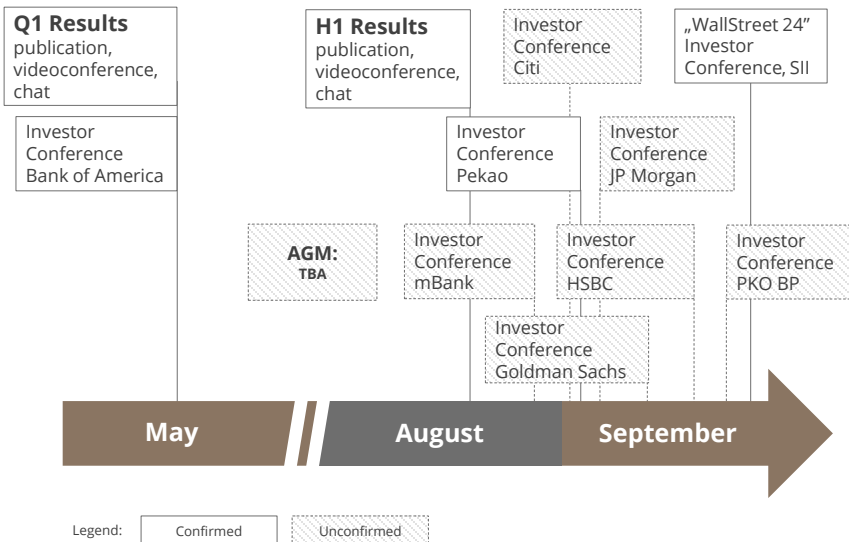 Q1 Results
publication,
videoconference,
chat
Investor
Conference
Bank of America
H1 Results
publication,
videoconference,
chat
Investor
Conference
Citi
„WallStreet 24”
Investor
Conference, SII
Investor
Conference
Pekao
Investor
Conference
JP Morgan
AGM:
TBA
Investor
Conference
mBank
Investor
Conference
HSBC
Investor
Conference
PKO BP
Investor
Conference
Goldman Sachs
May
August
September
Legend:
Confirmed
Unconfirmed